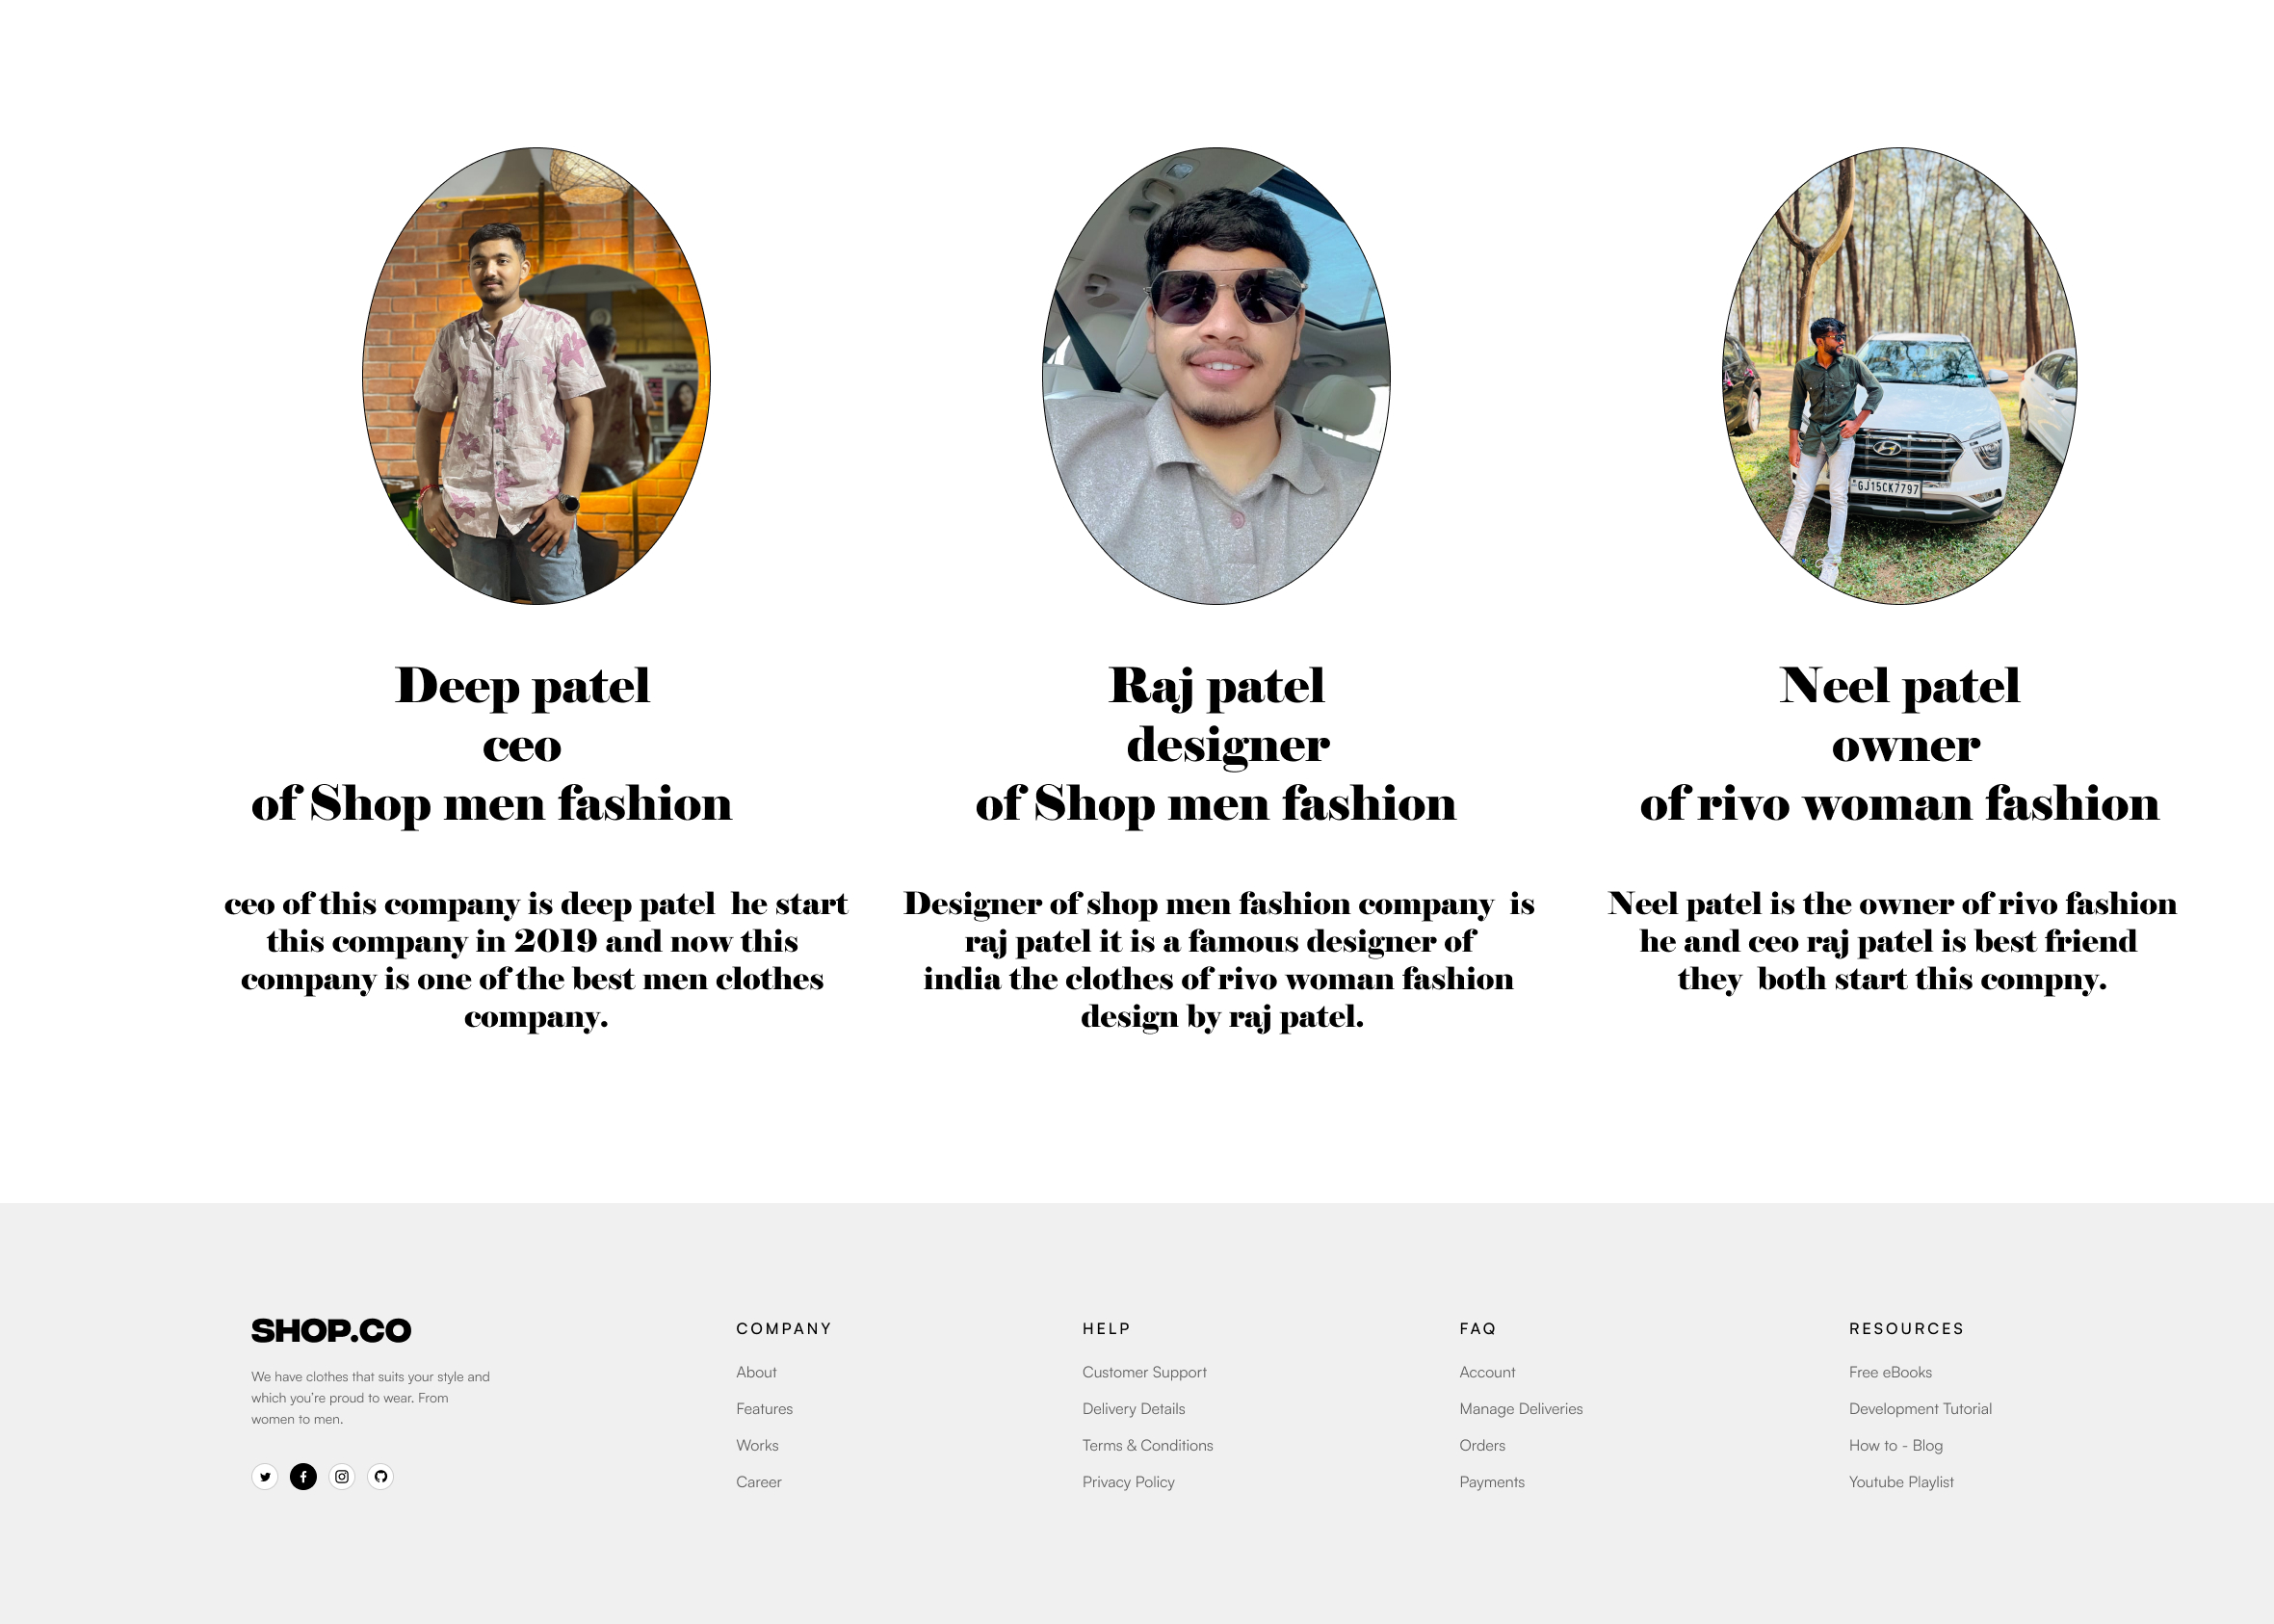 GJ15CK7797
Deep patel
ceo
of Shop men fashion
ceo of this company is deep patel he start
this company in 2019 and now this
company is one of the best men clothes
company.
Raj patel
designer
of Shop men fashion
Designer of shop men fashion company is
raj patel it is a famous designer of
india the clothes of rivo woman fashion
design by raj patel.
Neel patel
owner
of rivo woman fashion
Neel patel is the owner of rivo fashion
he and ceo raj patel is best friend
they both start this compny.
SHOP.CO
We have clothes that suits your style and
which you're proud to wear. From
women to men.
COMPANY
About
Features
Works
Career
HELP
Customer Support
Delivery Details
Terms & Conditions
Privacy Policy
FAQ
Account
Manage Deliveries
Orders
Payments
RESOURCES
Free eBooks
Development Tutorial
How to - Blog
Youtube Playlist